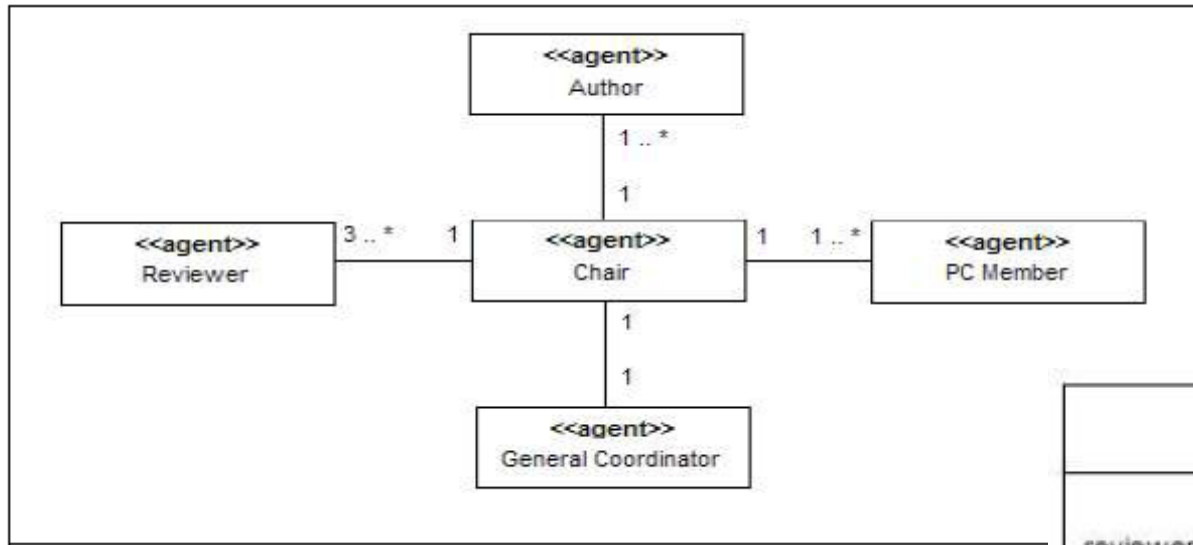 <<agent>>
Author
1 .. *
1
<<agent>>
Reviewer
3 .. *
1
<<agent>>
Chair
1
1 .. *
<<agent>>
PC Member
1
1
<<agent>>
General Coordinator